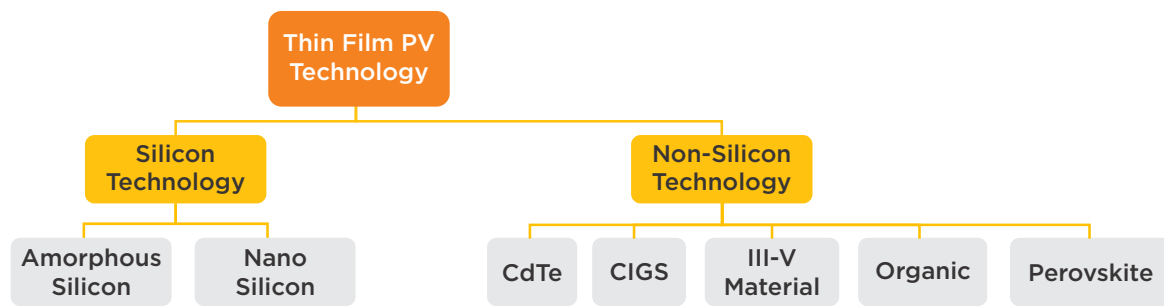 Thin Film PV
Technology
Silicon
Technology
Non-Silicon
Technology
Amorphous
Silicon
Nano
Silicon
CdTe
CIGS
III-V
Material
Organic
Perovskite